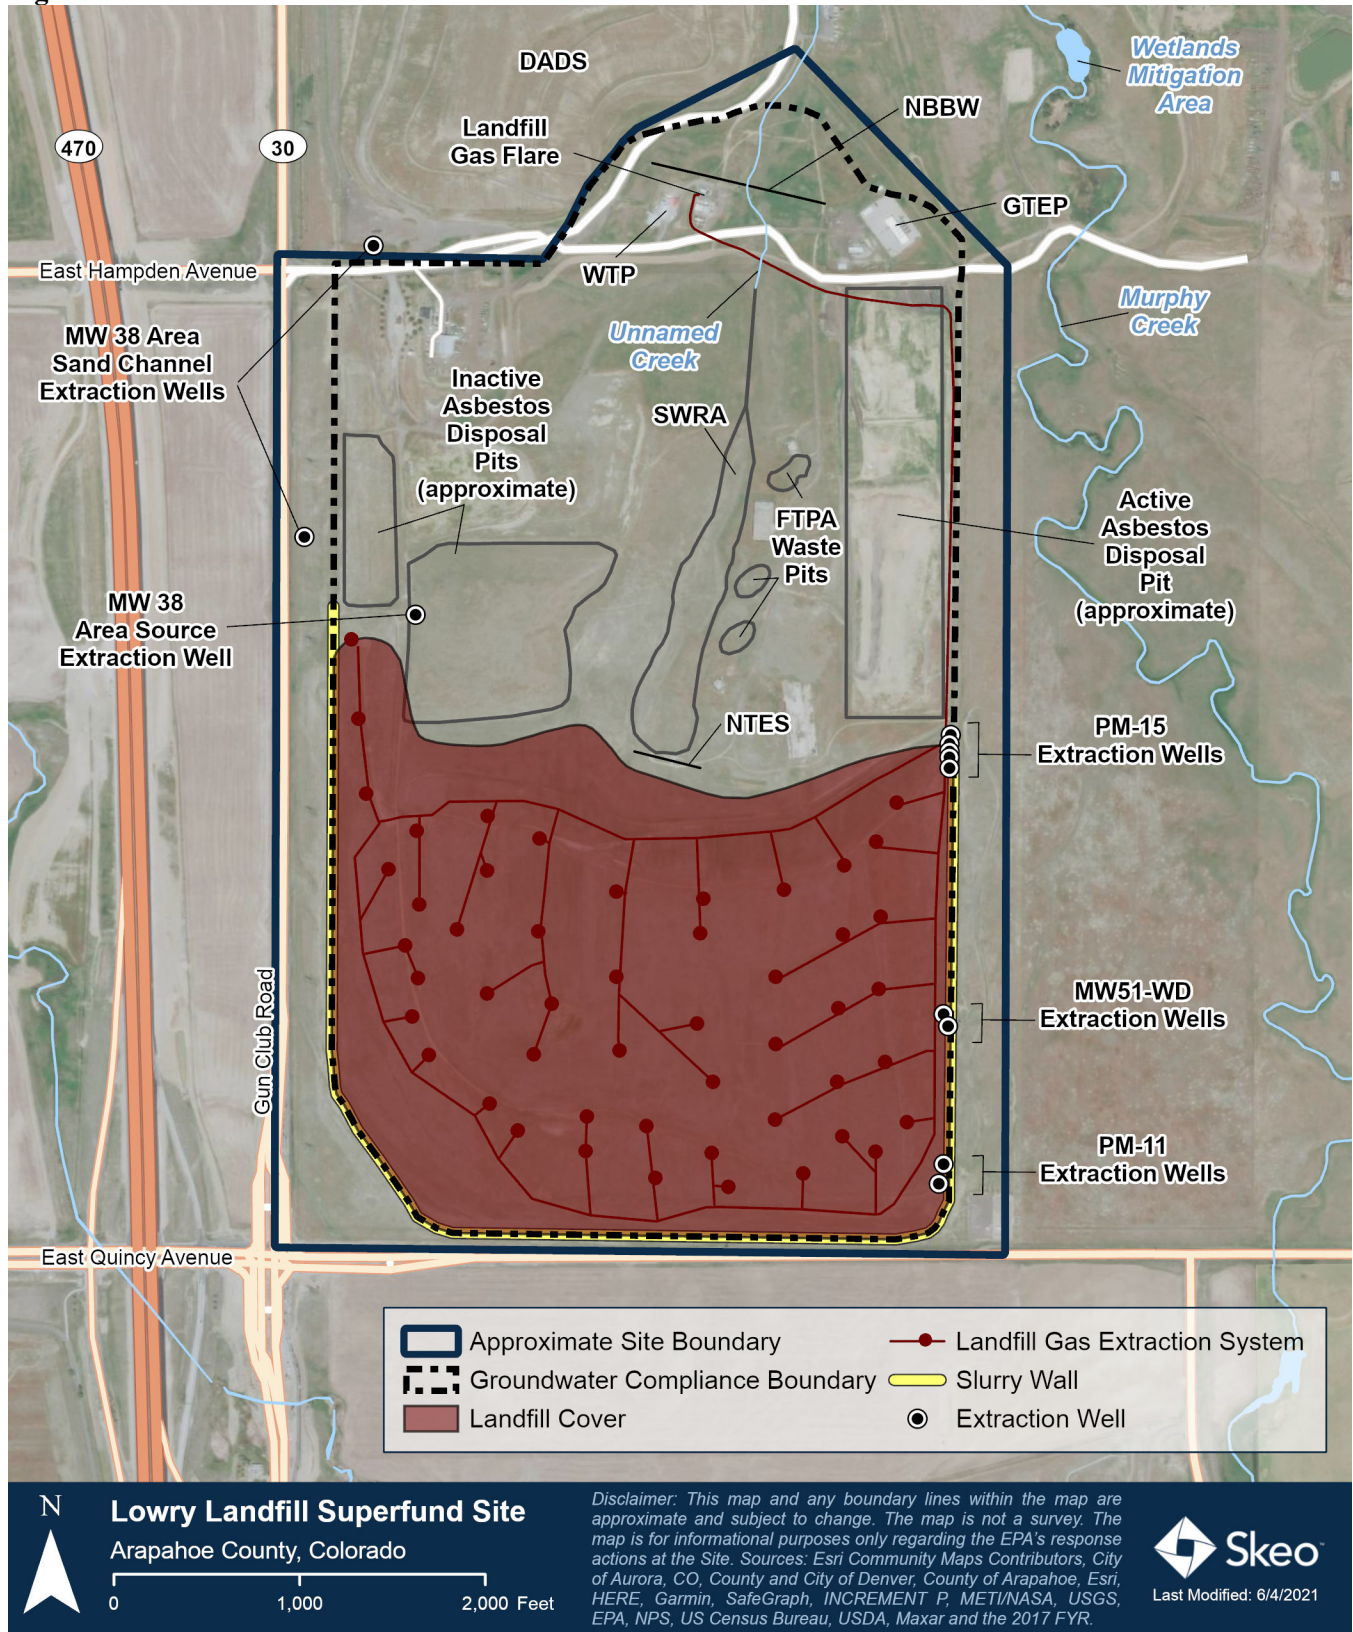 DADS
Wetlands
Mitigation
Area
NBBW
Landfill
Gas Flare
470
30
GTEP
East Hampden Avenue
WTP
Unnamed
Creek
Murphy
Creek
MW 38 Area
Sand Channel
Extraction Wells
Inactive
Asbestos
Disposal
Pits
(approximate)
SWRA
FTPA
Waste
Pits
Active
Asbestos
Disposal
Pit
(approximate)
MW 38
Area Source
Extraction Well
NTES
PM-15
Extraction Wells
MW51-WD
Extraction Wells
Gun Club Road
PM-11
Extraction Wells
East Quincy Avenue
Approximate Site Boundary
Groundwater Compliance Boundary
Landfill Cover
Landfill Gas Extraction System
Slurry Wall
Extraction Well
N
Lowry Landfill Superfund Site
Arapahoe County, Colorado
0 1,000 2,000 Feet
Disclaimer: This map and any boundary lines within the map are
approximate and subject to change. The map is not a survey. The
map is for informational purposes only regarding the EPA's response
actions at the Site. Sources: Esri Community Maps Contributors, City
of Aurora, CO, County and City of Denver, County of Arapahoe, Esri,
HERE, Garmin, SafeGraph, INCREMENT P, METI/NASA, USGS,
EPA, NPS, US Census Bureau, USDA, Maxar and the 2017 FYR.
Skeo
Last Modified: 6/4/2021